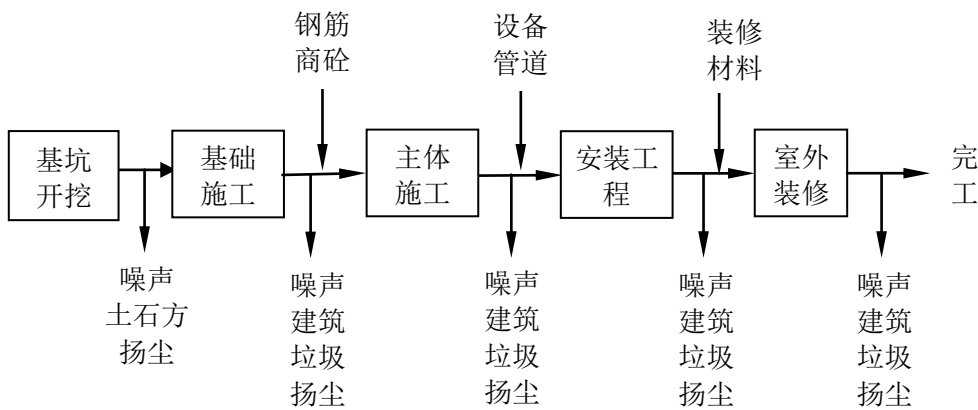 钢筋
商砼
设备
管道
装修
材料
基坑
开挖
基础
施工
主体
施工
安装工
程
室外
装修
完
工
噪声
土石方
扬尘
噪声
建筑
垃圾
扬尘
噪声
建筑
垃圾
扬尘
噪声
建筑
垃圾
扬尘
噪声
建筑
垃圾
扬尘